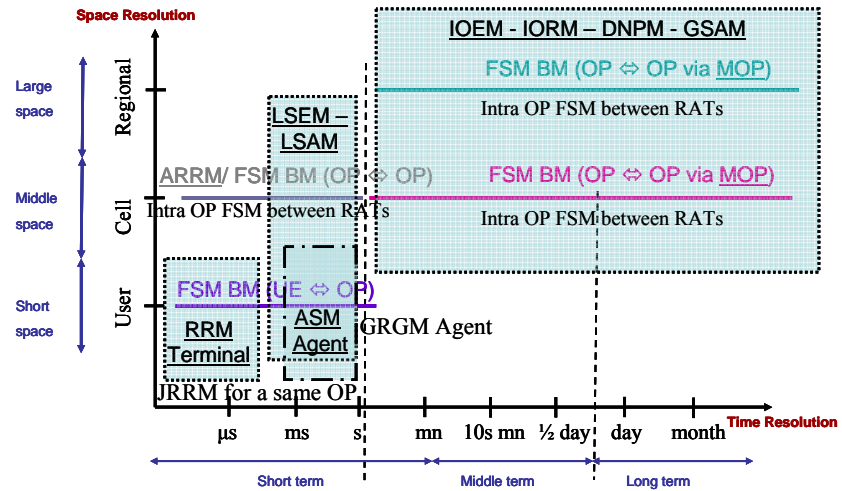 Space Resolution
IOEM - IORM – DNPM - GSAM
FSM BM (OP ⇔ OP via MOP)
Intra OP FSM between RATs
Large
space
Regional
LSEM –
LSAM
ARRM/ FSM BM (OP ⇔ OP)
Intra OP FSM between RATs
FSM BM (OP ⇔ OP via MOP)
Intra OP FSM between RATs
Middle
space
Cell
FSM BM (UE ⇔ OP)
Short
space
User
RRM
Terminal
ASM
Agent
GRGM Agent
JRRM for a same OP
µs
ms
s
mn
10s mn
½ day
day
month
Time Resolution
Short term
Middle term
Long term